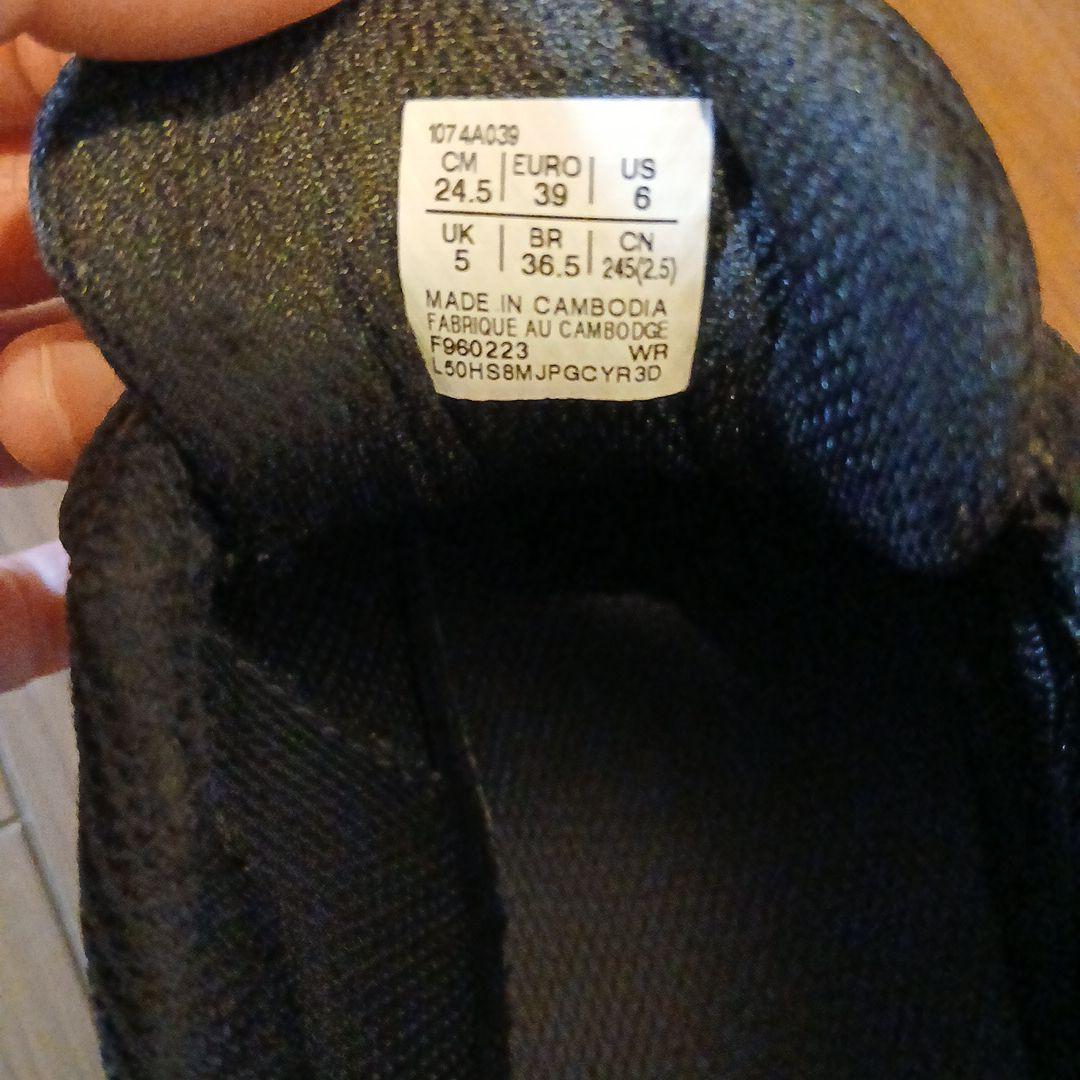 1074A039
CM | EURO | US
24.5 | 39 | 6
UK | BR | CN
5 | 36.5 | 245(2.5)
MADE IN CAMBODIA
FABRIQUE AU CAMBODGE
F960223 WR
L50HS8MJPGCYR3D